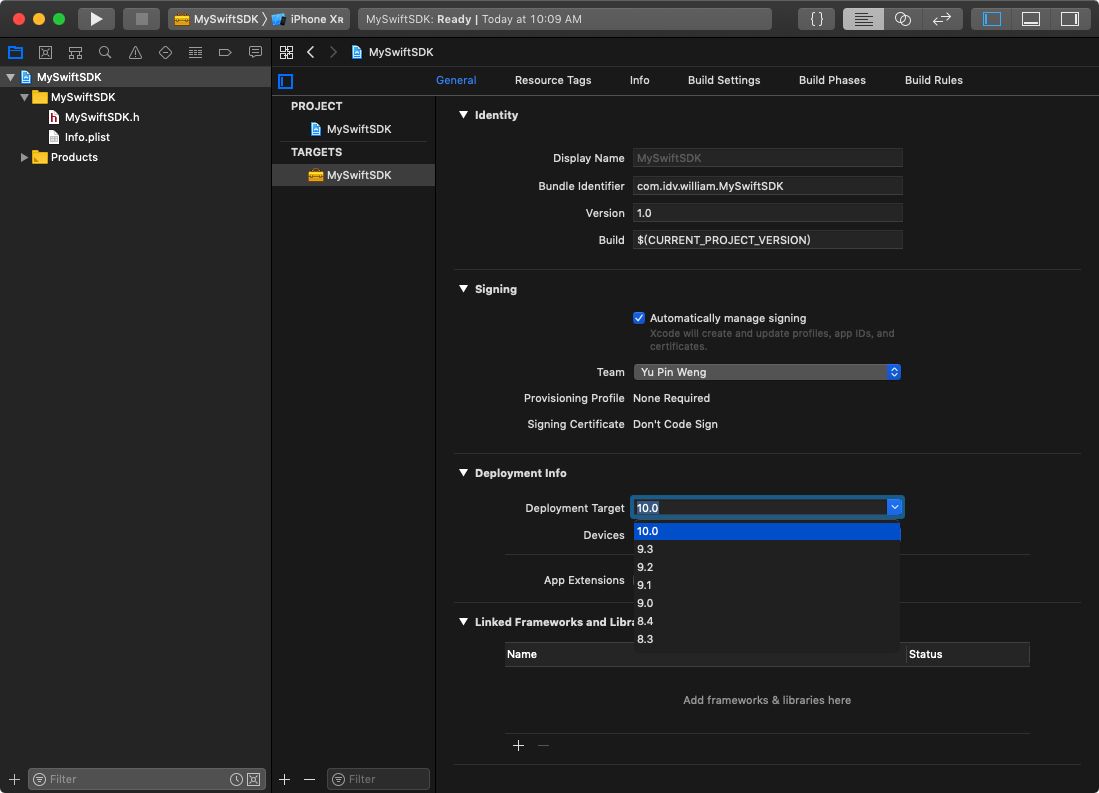 MySwiftSDK iPhone XR
MySwiftSDK: Ready | Today at 10:09 AM
{ }
MySwiftSDK
MySwiftSDK
MySwiftSDK
h MySwiftSDK.h
Info.plist
Products
General Resource Tags Info Build Settings Build Phases Build Rules
PROJECT
MySwiftSDK
TARGETS
MySwiftSDK
Identity
Display Name MySwiftSDK
Bundle Identifier com.idv.william.MySwiftSDK
Version 1.0
Build $(CURRENT_PROJECT_VERSION)
Signing
Automatically manage signing
Xcode will create and update profiles, app IDs, and
certificates.
Team Yu Pin Weng
Provisioning Profile None Required
Signing Certificate Don't Code Sign
Deployment Info
Deployment Target 10.0
10.0
Devices
9.3
9.2
App Extensions
9.1
9.0
Linked Frameworks and Libra
8.4
8.3
Name Status
Add frameworks & libraries here
Filter
Filter